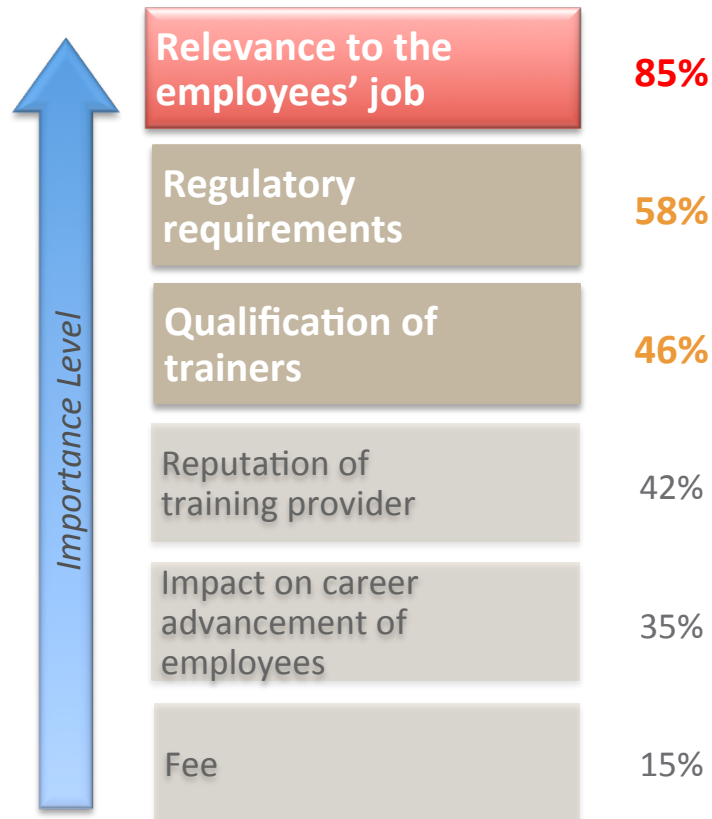 Relevance to the
employees’ job
85%
Regulatory
requirements
58%
Qualification of
trainers
46%
Reputation of
training provider
42%
Impact on career
advancement of
employees
35%
Fee
15%
Importance Level